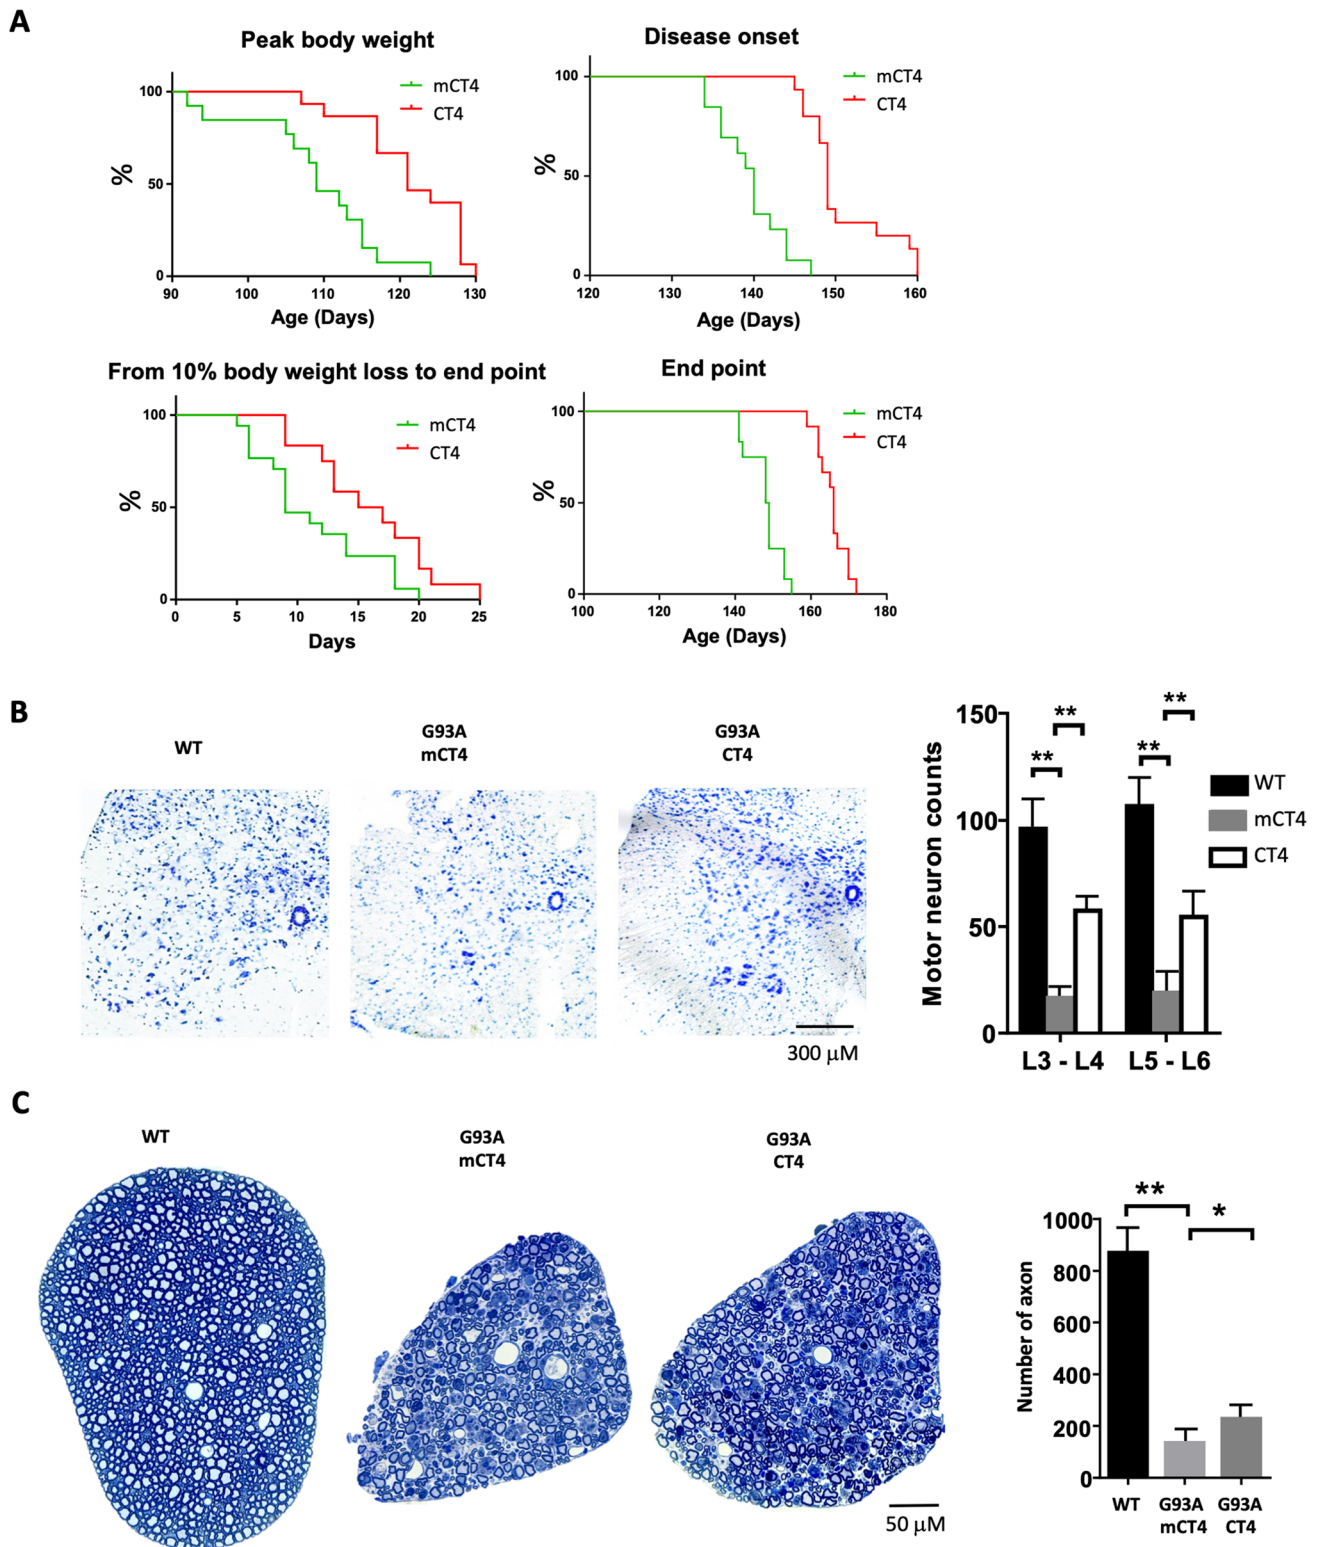 A
Peak body weight
mCT4
CT4
%
100
50
0
90 100 110 120 130
Age (Days)
Disease onset
mCT4
CT4
%
100
50
0
120 130 140 150 160
Age (Days)
From 10% body weight loss to end point
mCT4
CT4
%
100
50
0
0 5 10 15 20 25
Days
End point
mCT4
CT4
%
100
50
0
100 120 140 160 180
Age (Days)
B
WT
G93A
mCT4
G93A
CT4
300 μM
Motor neuron counts
150
100
50
0
** ** ** **
WT
mCT4
CT4
L3 - L4 L5 - L6
C
WT
G93A
mCT4
G93A
CT4
50 μM
Number of axon
1000
800
600
400
200
0
** *
WT G93A G93A
mCT4 CT4